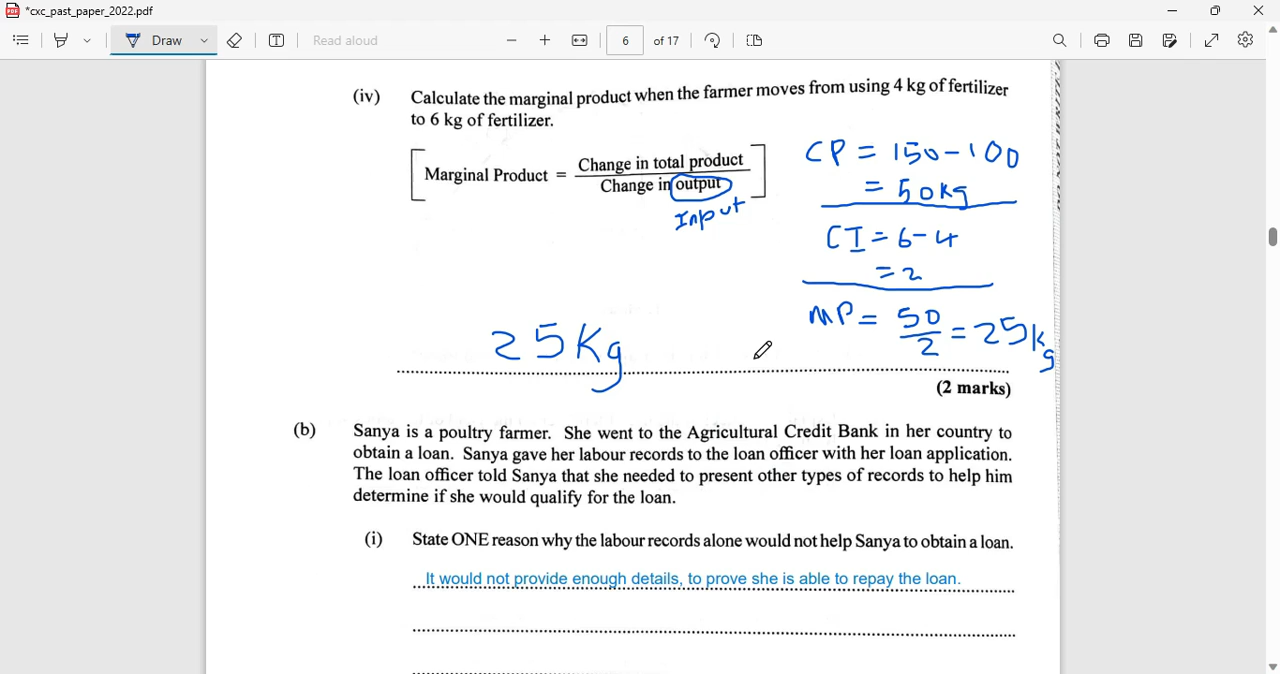 *cxc_past_paper_2022.pdf
Draw
Read aloud
6 of 17
(iv) Calculate the marginal product when the farmer moves from using 4 kg of fertilizer
to 6 kg of fertilizer.
Marginal Product = Change in total product
Change in output
Input
CP = 150 - 100
= 50kg
CI = 6 - 4
= 2
MP = 50/2 = 25kg
25Kg
(2 marks)
(b) Sanya is a poultry farmer. She went to the Agricultural Credit Bank in her country to
obtain a loan. Sanya gave her labour records to the loan officer with her loan application.
The loan officer told Sanya that she needed to present other types of records to help him
determine if she would qualify for the loan.
(i) State ONE reason why the labour records alone would not help Sanya to obtain a loan.
It would not provide enough details, to prove she is able to repay the loan.